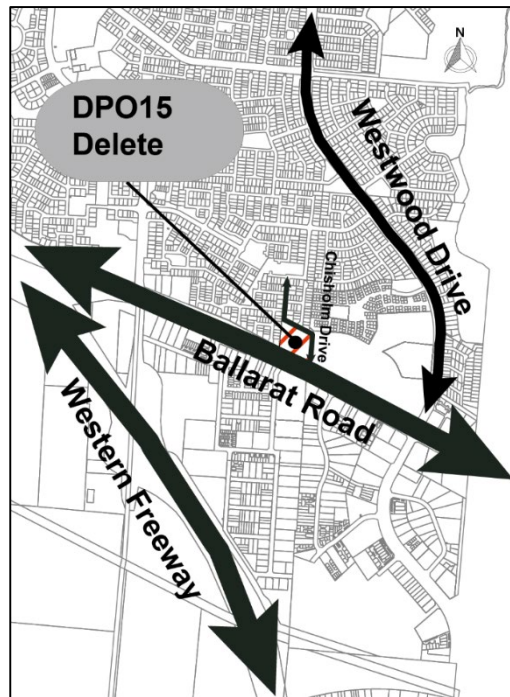 N
DPO15
Delete
Westwood Drive
Chisholm Drive
Ballarat Road
Western Freeway